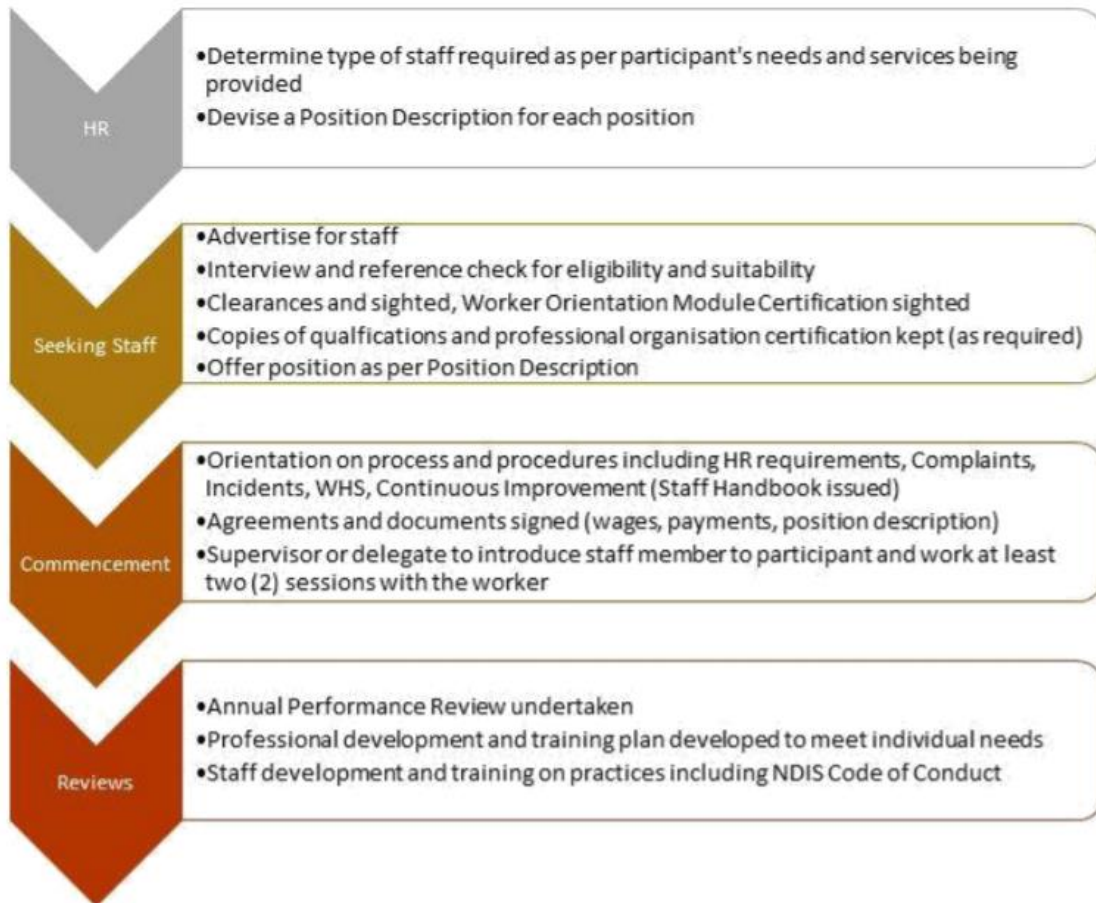 HR
•Determine type of staff required as per participant's needs and services being
provided
•Devise a Position Description for each position
Seeking Staff
•Advertise for staff
•Interview and reference check for eligibility and suitability
•Clearances and sighted, Worker Orientation Module Certification sighted
•Copies of qualfications and professional organisation certification kept (as required)
•Offer position as per Position Description
Commencement
•Orientation on process and procedures including HR requirements, Complaints,
Incidents, WHS, Continuous Improvement (Staff Handbook issued)
•Agreements and documents signed (wages, payments, position description)
•Supervisor or delegate to introduce staff member to participant and work at least
two (2) sessions with the worker
Reviews
•Annual Performance Review undertaken
•Professional development and training plan developed to meet individual needs
•Staff development and training on practices including NDIS Code of Conduct